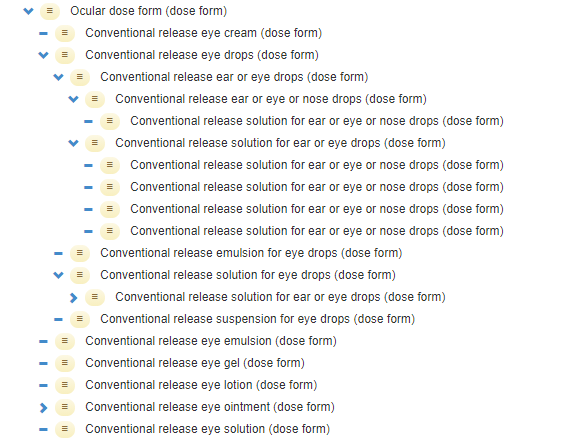 Ocular dose form (dose form)
Conventional release eye cream (dose form)
Conventional release eye drops (dose form)
Conventional release ear or eye drops (dose form)
Conventional release ear or eye or nose drops (dose form)
Conventional release solution for ear or eye or nose drops (dose form)
Conventional release solution for ear or eye drops (dose form)
Conventional release solution for ear or eye or nose drops (dose form)
Conventional release solution for ear or eye or nose drops (dose form)
Conventional release solution for ear or eye or nose drops (dose form)
Conventional release solution for ear or eye or nose drops (dose form)
Conventional release emulsion for eye drops (dose form)
Conventional release solution for eye drops (dose form)
Conventional release solution for ear or eye drops (dose form)
Conventional release suspension for eye drops (dose form)
Conventional release eye emulsion (dose form)
Conventional release eye gel (dose form)
Conventional release eye lotion (dose form)
Conventional release eye ointment (dose form)
Conventional release eye solution (dose form)